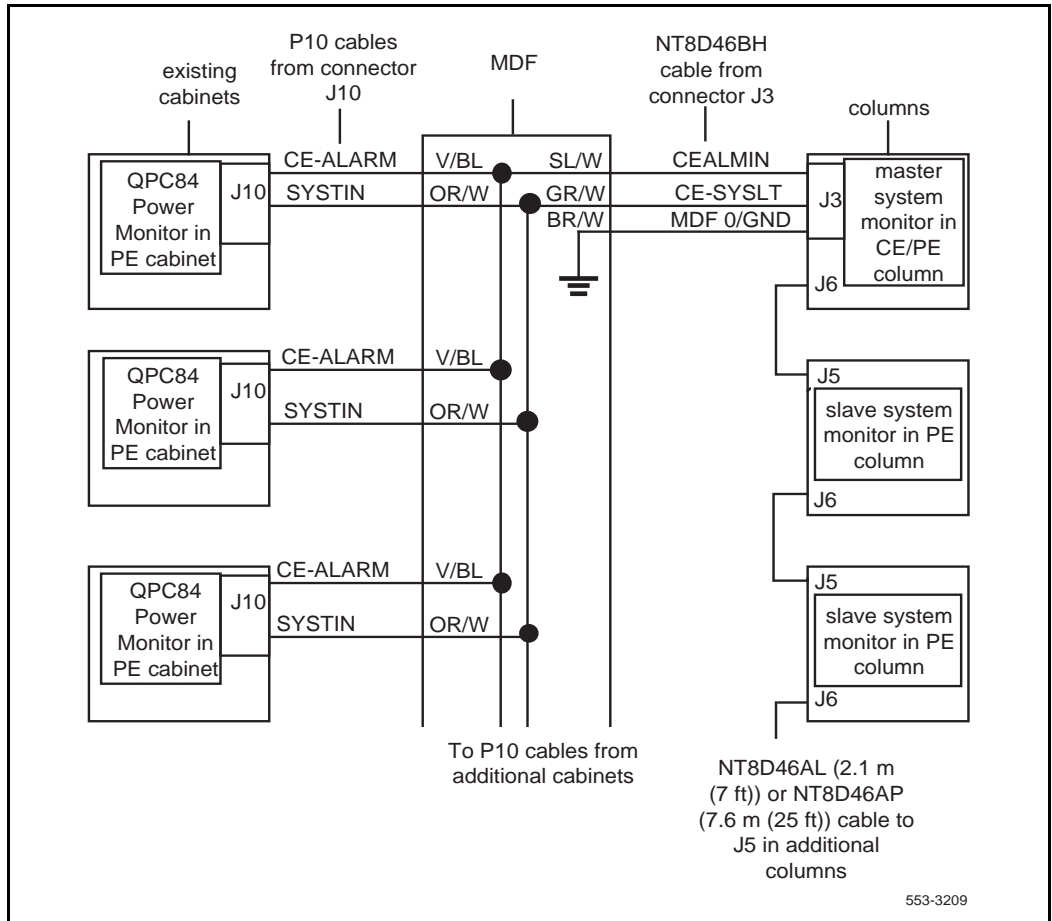 existing
cabinets
P10 cables
from connector
J10
MDF
NT8D46BH
cable from
connector J3
columns
QPC84
Power
Monitor in
PE cabinet
J10
CE-ALARM
V/BL
SL/W
CEALMIN
SYSTIN
OR/W
GR/W
CE-SYSLT
BR/W
MDF 0/GND
J3
master
system
monitor in
CE/PE
column
J6
QPC84
Power
Monitor in
PE cabinet
J10
CE-ALARM
V/BL
SYSTIN
OR/W
J5
slave system
monitor in PE
column
J6
QPC84
Power
Monitor in
PE cabinet
J10
CE-ALARM
V/BL
SYSTIN
OR/W
J5
slave system
monitor in PE
column
J6
To P10 cables from
additional cabinets
NT8D46AL (2.1 m
(7 ft)) or NT8D46AP
(7.6 m (25 ft)) cable to
J5 in additional
columns
553-3209